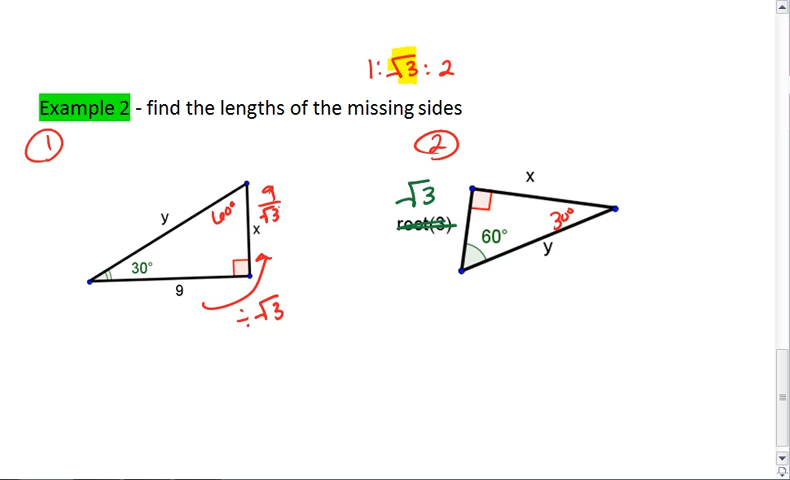 1:√3:2
Example 2 - find the lengths of the missing sides
1
2
y
60°
9/√3
x
30°
9
÷√3
√3
root(3)
x
60°
30°
y